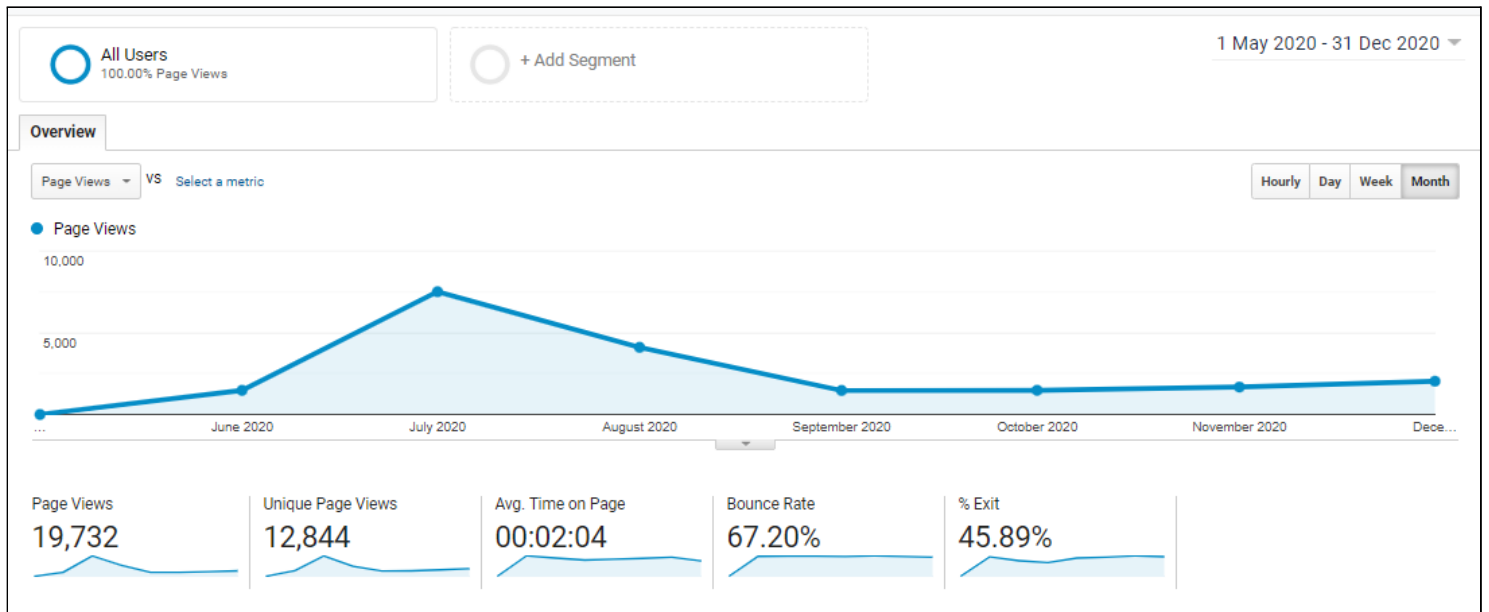 All Users
100.00% Page Views
+ Add Segment
1 May 2020 - 31 Dec 2020
Overview
Page Views VS Select a metric
Hourly Day Week Month
Page Views
10,000
5,000
... June 2020 July 2020 August 2020 September 2020 October 2020 November 2020 Dece...
Page Views Unique Page Views Avg. Time on Page Bounce Rate % Exit
19,732 12,844 00:02:04 67.20% 45.89%